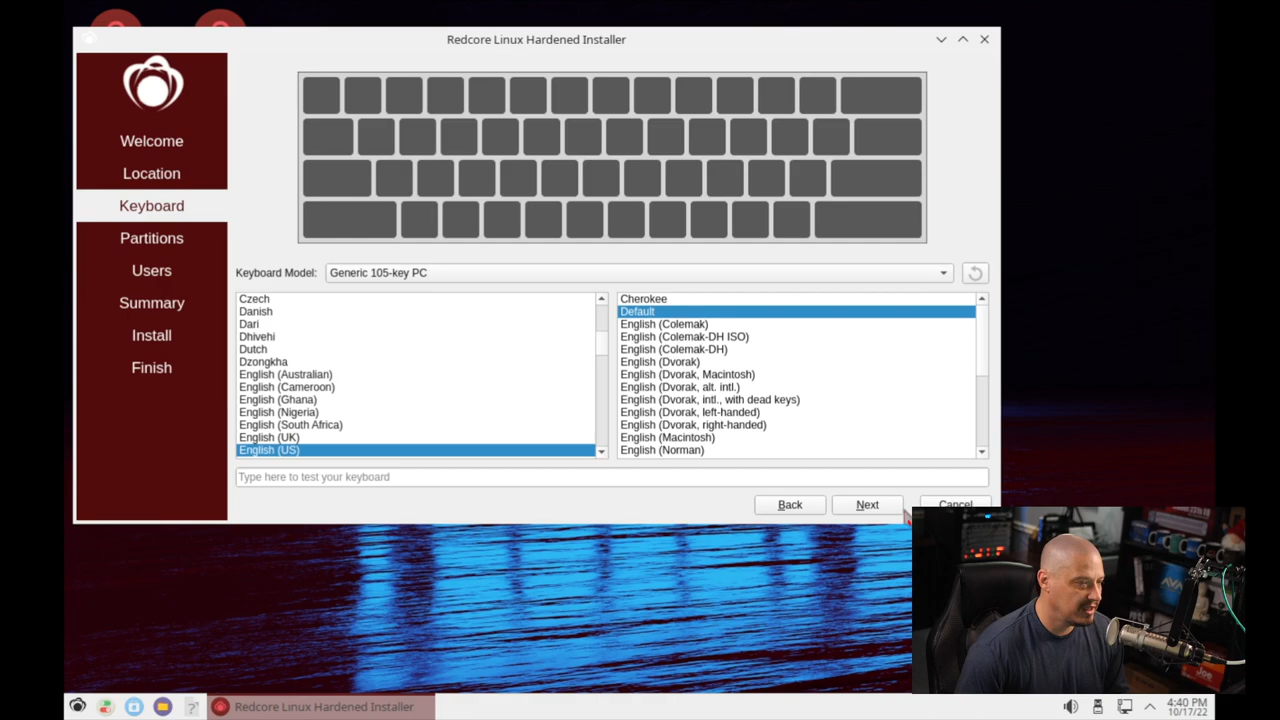 Redcore Linux Hardened Installer
Welcome
Location
Keyboard
Partitions
Users
Summary
Install
Finish
Keyboard Model:
Generic 105-key PC
Czech
Danish
Dari
Dhivehi
Dutch
Dzongkha
English (Australian)
English (Cameroon)
English (Ghana)
English (Nigeria)
English (South Africa)
English (UK)
English (US)
Cherokee
Default
English (Colemak)
English (Colemak-DH ISO)
English (Colemak-DH)
English (Dvorak)
English (Dvorak, Macintosh)
English (Dvorak, alt. intl.)
English (Dvorak, intl., with dead keys)
English (Dvorak, left-handed)
English (Dvorak, right-handed)
English (Macintosh)
English (Norman)
Type here to test your keyboard
Back
Next
Cancel
Redcore Linux Hardened Installer
4:40 PM
10/17/22